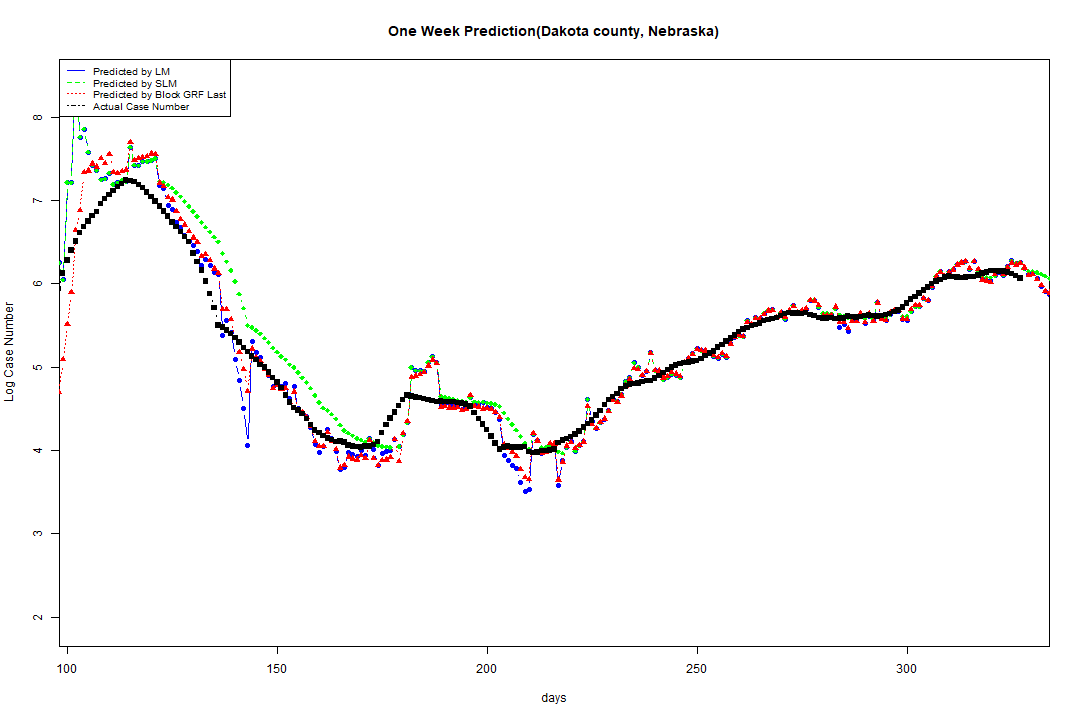 One Week Prediction(Dakota county, Nebraska)
Predicted by LM
Predicted by SLM
Predicted by Block GRF Last
Actual Case Number
Log Case Number
8
7
6
5
4
3
2
100 150 200 250 300
days